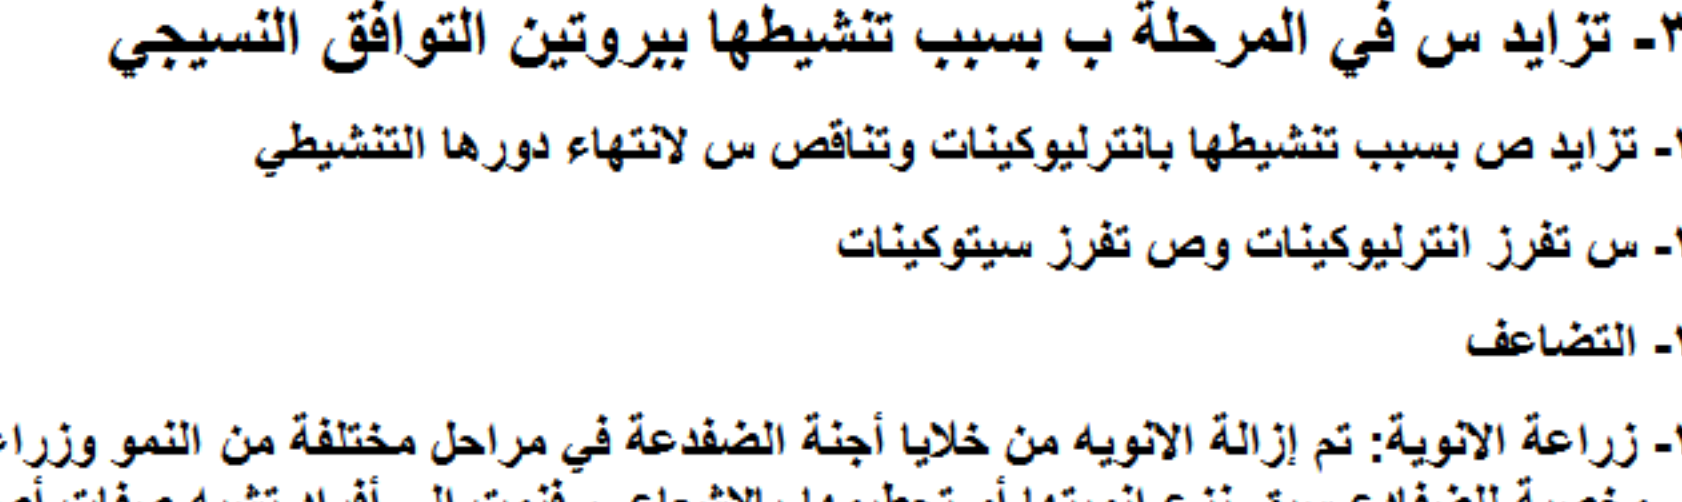 ٣- تزايد س في المرحلة ب بسبب تنشيطها ببروتين التوافق النسيجي
- تزايد ص بسبب تنشيطها بانترليوكينات وتناقص س لانتهاء دورها التنشيطي
- س تفرز انترليوكينات وص تفرز سيتوكينات
- التضاعف
- زراعة الانوية: تم إزالة الانويه من خلايا أجنة الضفدعة في مراحل مختلفة من النمو